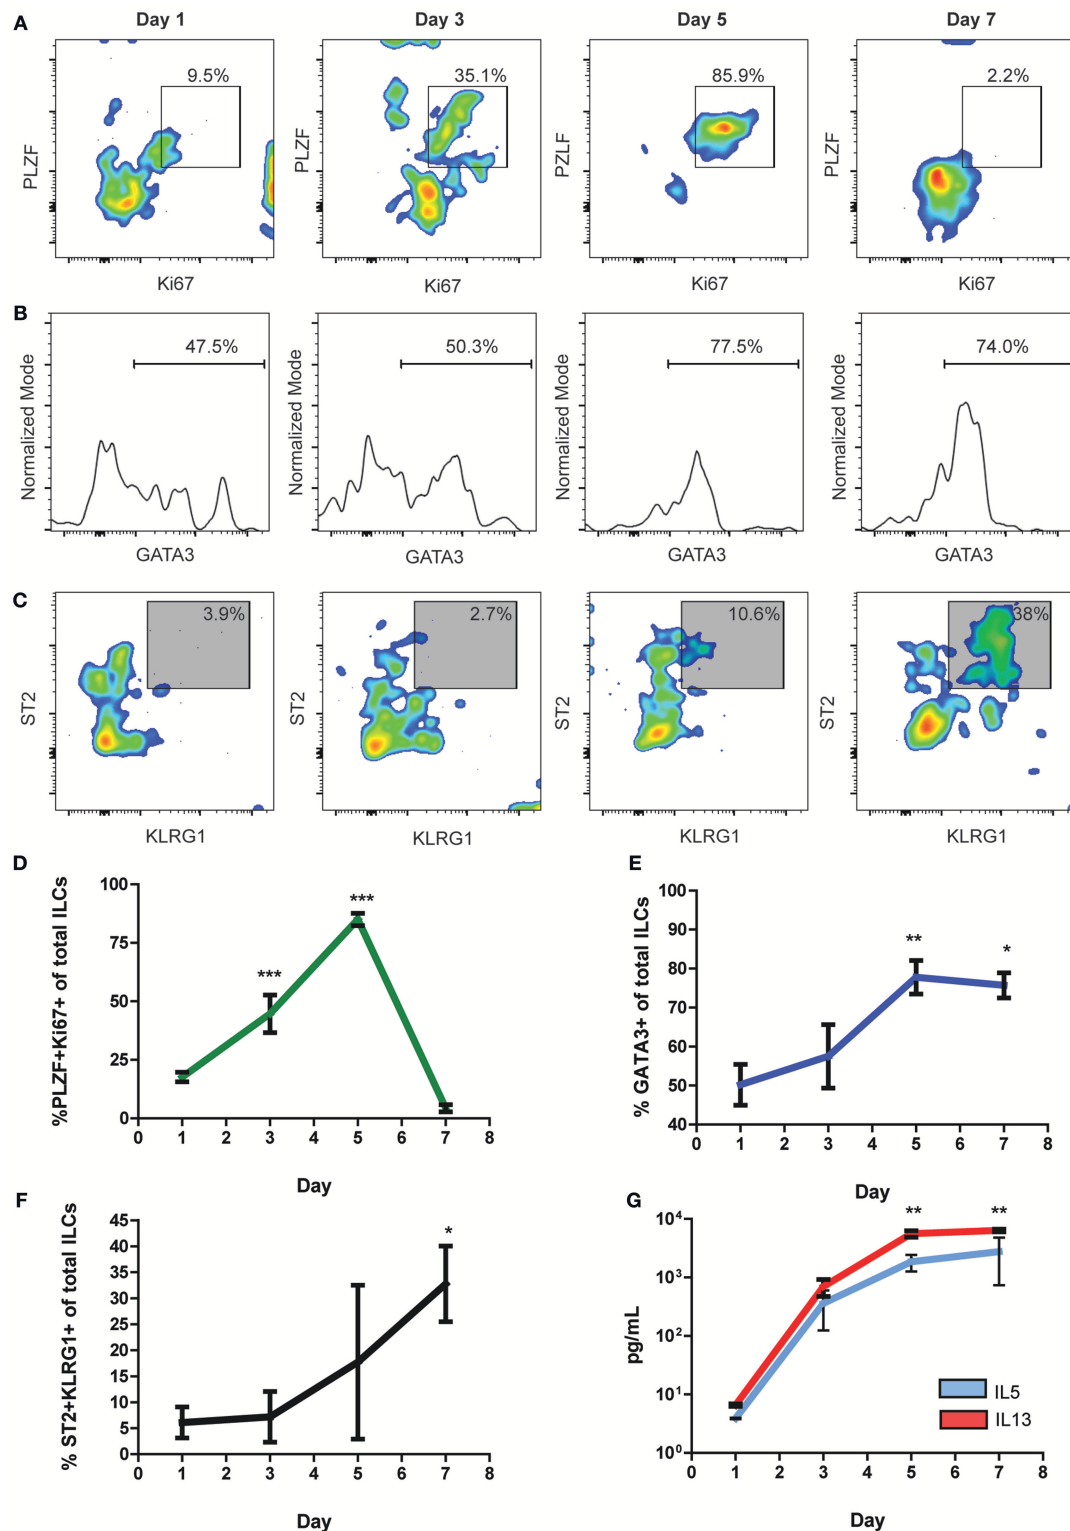 A
Day 1
Day 3
Day 5
Day 7
9.5%
35.1%
85.9%
2.2%
PLZF
PLZF
PZLZF
PLZF
Ki67
Ki67
Ki67
Ki67
B
47.5%
50.3%
77.5%
74.0%
Normalized Mode
Normalized Mode
Normalized Mode
Normalized Mode
GATA3
GATA3
GATA3
GATA3
C
3.9%
2.7%
10.6%
38%
ST2
ST2
ST2
ST2
KLRG1
KLRG1
KLRG1
KLRG1
D
%PLZF+Ki67+ of total ILCs
100
75
50
25
0
***
***
0 1 2 3 4 5 6 7 8
Day
E
% GATA3+ of total ILCs
100
90
80
70
60
50
40
**
*
0 1 2 3 4 5 6 7 8
Day
F
% ST2+KLRG1+ of total ILCs
45
40
35
30
25
20
15
10
5
0
*
0 1 2 3 4 5 6 7 8
Day
G
pg/mL
10⁴
10³
10²
10¹
10⁰
**
**
IL5
IL13
0 1 2 3 4 5 6 7 8
Day